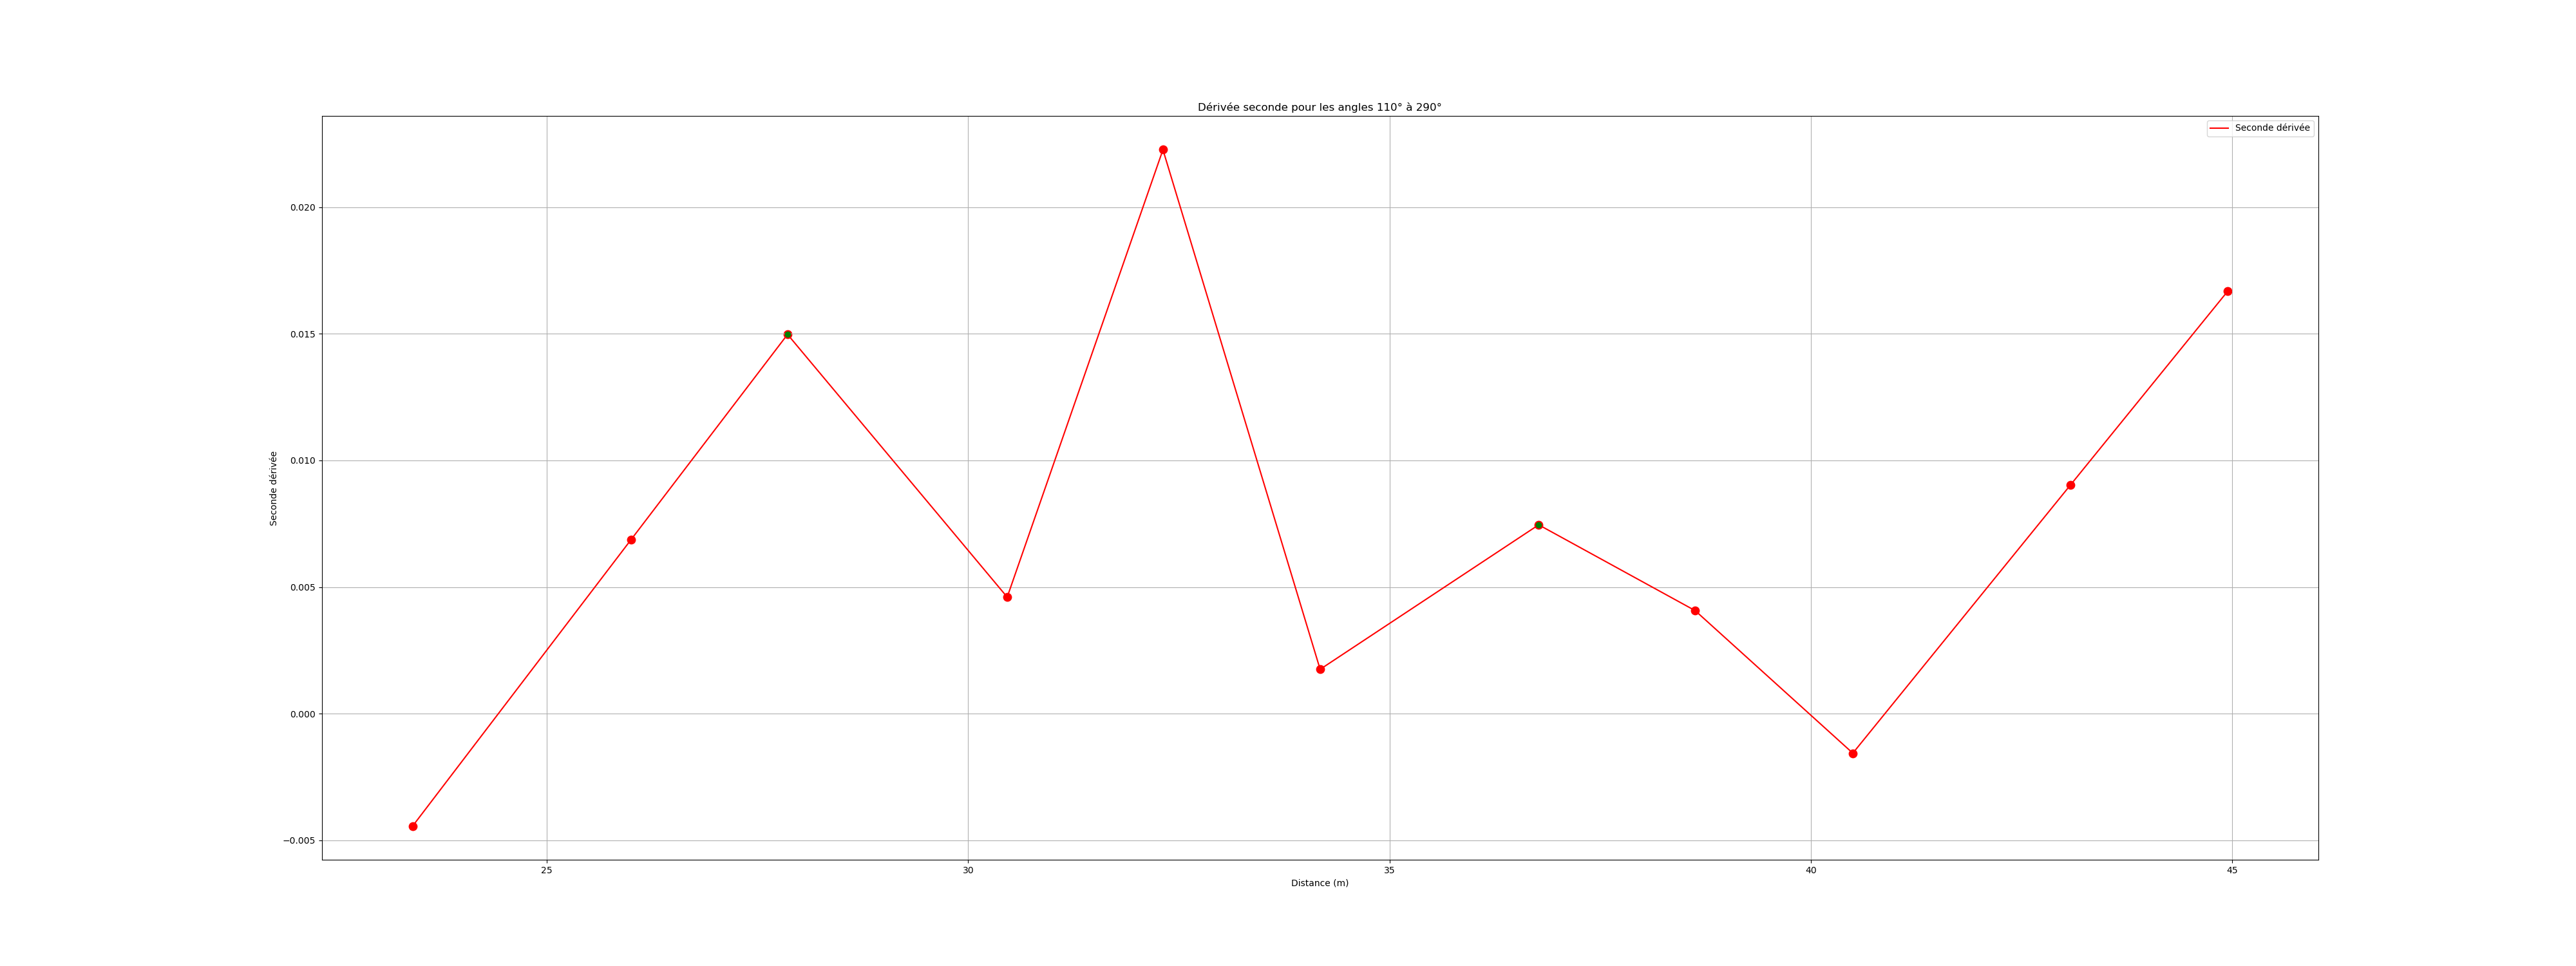 Dérivée seconde pour les angles 110° à 290°
Seconde dérivée
0.020
0.015
0.010
0.005
0.000
−0.005
Seconde dérivée
25 30 35 40 45
Distance (m)